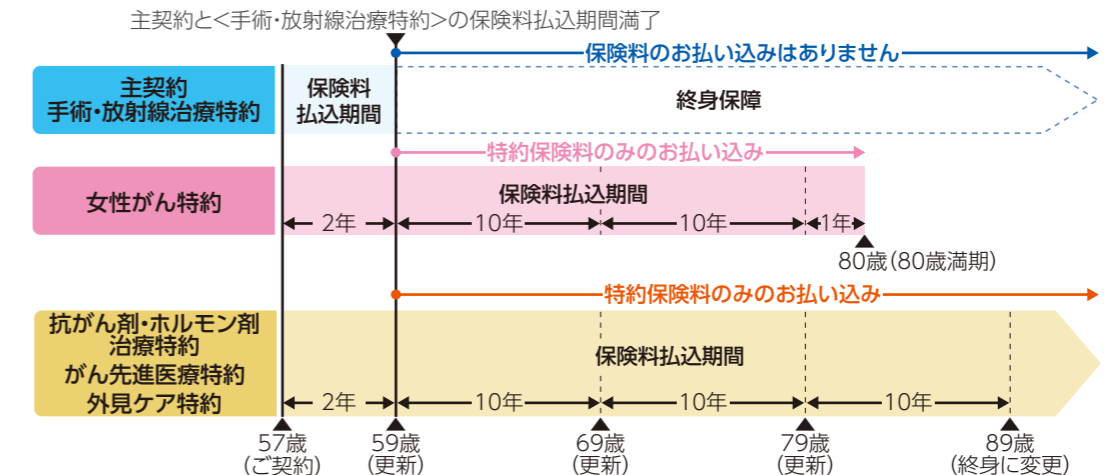 主契約と<手術・放射線治療特約>の保険料払込期間満了
保険料のお払い込みはありません
主契約
手術・放射線治療特約
保険料
払込期間
終身保障
特約保険料のみのお払い込み
女性がん特約
保険料払込期間
2年
10年
10年
1年
80歳(80歳満期)
特約保険料のみのお払い込み
抗がん剤・ホルモン剤
治療特約
がん先進医療特約
外見ケア特約
保険料払込期間
2年
10年
10年
10年
57歳
(ご契約)
59歳
(更新)
69歳
(更新)
79歳
(更新)
89歳
(終身に変更)